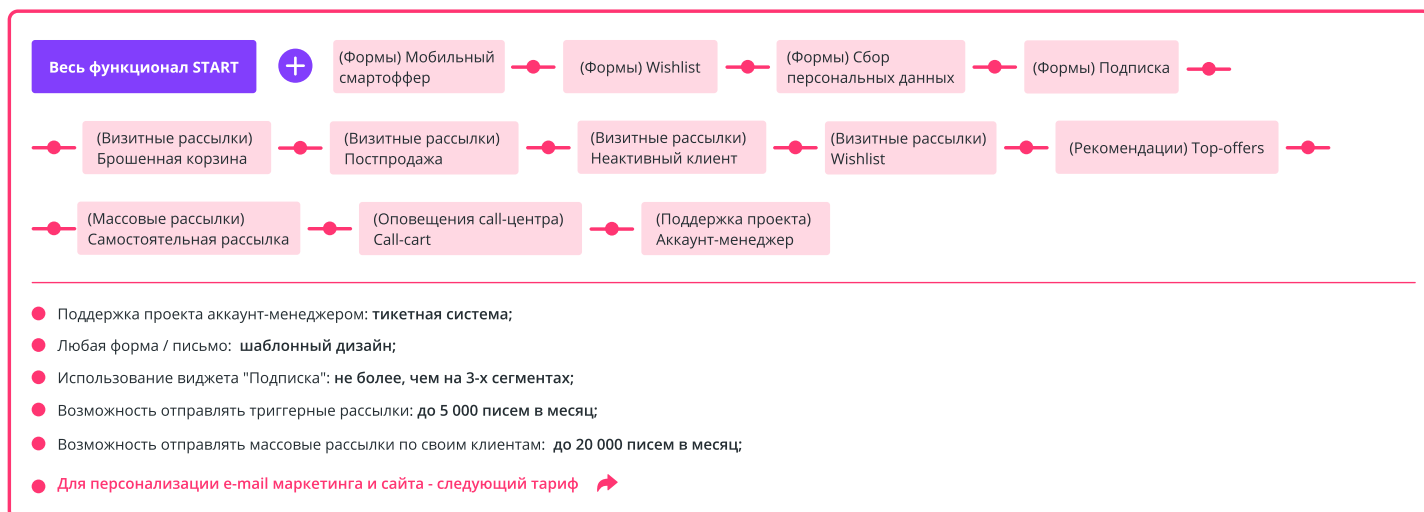 Весь функционал START
(Формы) Мобильный
смартоффер
(Формы) Wishlist
(Формы) Сбор
персональных данных
(Формы) Подписка
(Визитные рассылки)
Брошенная корзина
(Визитные рассылки)
Постпродажа
(Визитные рассылки)
Неактивный клиент
(Визитные рассылки)
Wishlist
(Рекомендации) Top-offers
(Массовые рассылки)
Самостоятельная рассылка
(Оповещения call-центра)
Call-cart
(Поддержка проекта)
Аккаунт-менеджер
Поддержка проекта аккаунт-менеджером: тикетная система;
Любая форма / письмо: шаблонный дизайн;
Использование виджета "Подписка": не более, чем на 3-х сегментах;
Возможность отправлять триггерные рассылки: до 5 000 писем в месяц;
Возможность отправлять массовые рассылки по своим клиентам: до 20 000 писем в месяц;
Для персонализации e-mail маркетинга и сайта - следующий тариф